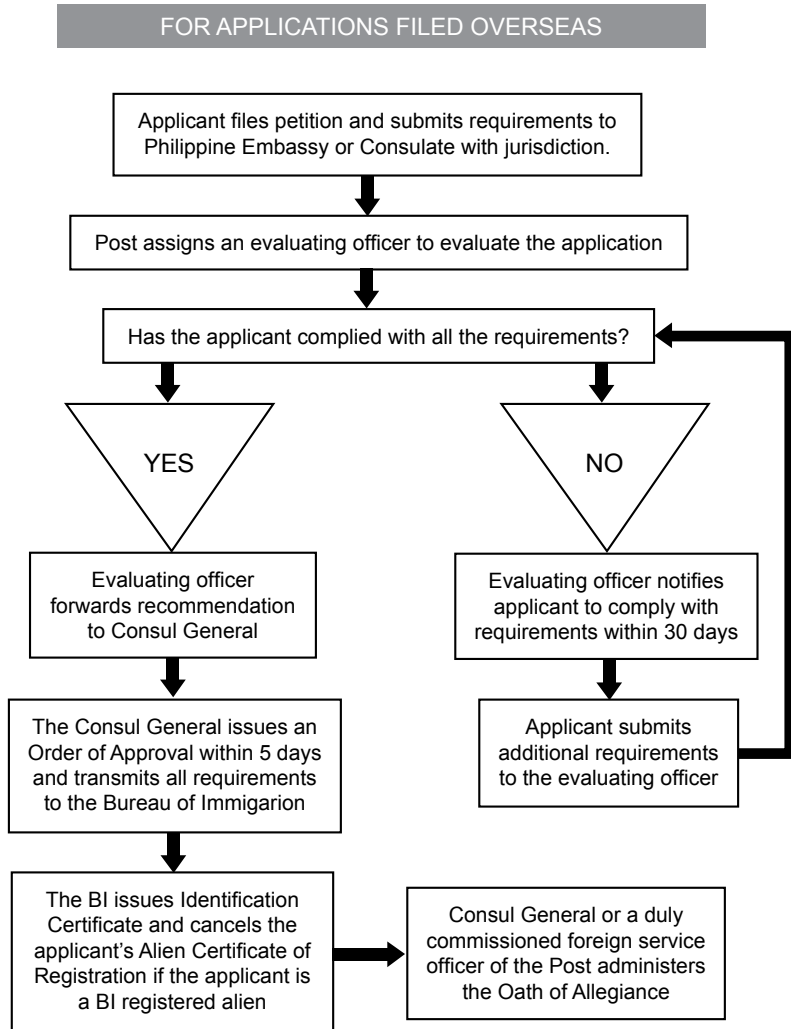 FOR APPLICATIONS FILED OVERSEAS
Applicant files petition and submits requirements to
Philippine Embassy or Consulate with jurisdiction.
Post assigns an evaluating officer to evaluate the application
Has the applicant complied with all the requirements?
YES
NO
Evaluating officer
forwards recommendation
to Consul General
Evaluating officer notifies
applicant to comply with
requirements within 30 days
The Consul General issues an
Order of Approval within 5 days
and transmits all requirements
to the Bureau of Immigarion
Applicant submits
additional requirements
to the evaluating officer
The BI issues Identification
Certificate and cancels the
applicant's Alien Certificate of
Registration if the applicant is
a BI registered alien
Consul General or a duly
commissioned foreign service
officer of the Post administers
the Oath of Allegiance